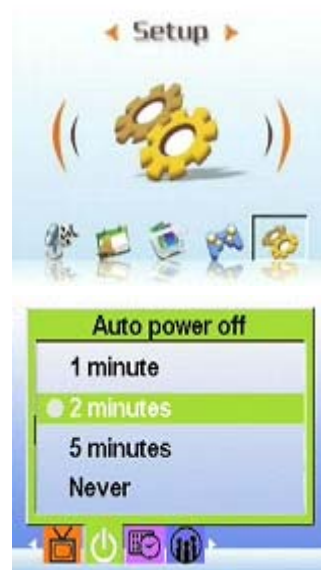 Setup
Auto power off
1 minute
2 minutes
5 minutes
Never